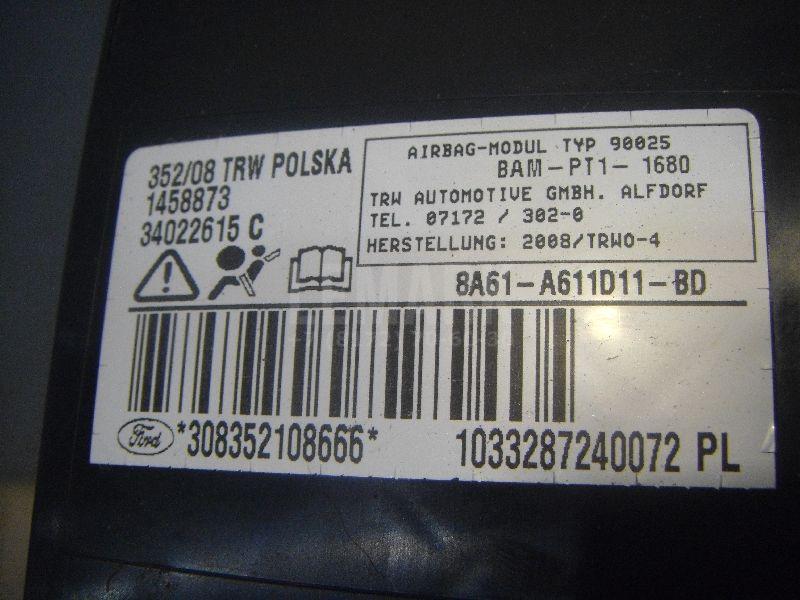 352/08 TRW POLSKA
1458873
34022615 C
AIRBAG-MODUL TYP 90025
BAM-PT1-1680
TRW AUTOMOTIVE GMBH. ALFDORF
TEL. 07172 / 302-0
HERSTELLUNG: 2008/TRWO-4
8A61-A611D11-BD
Ford
*308352108666*
1033287240072 PL